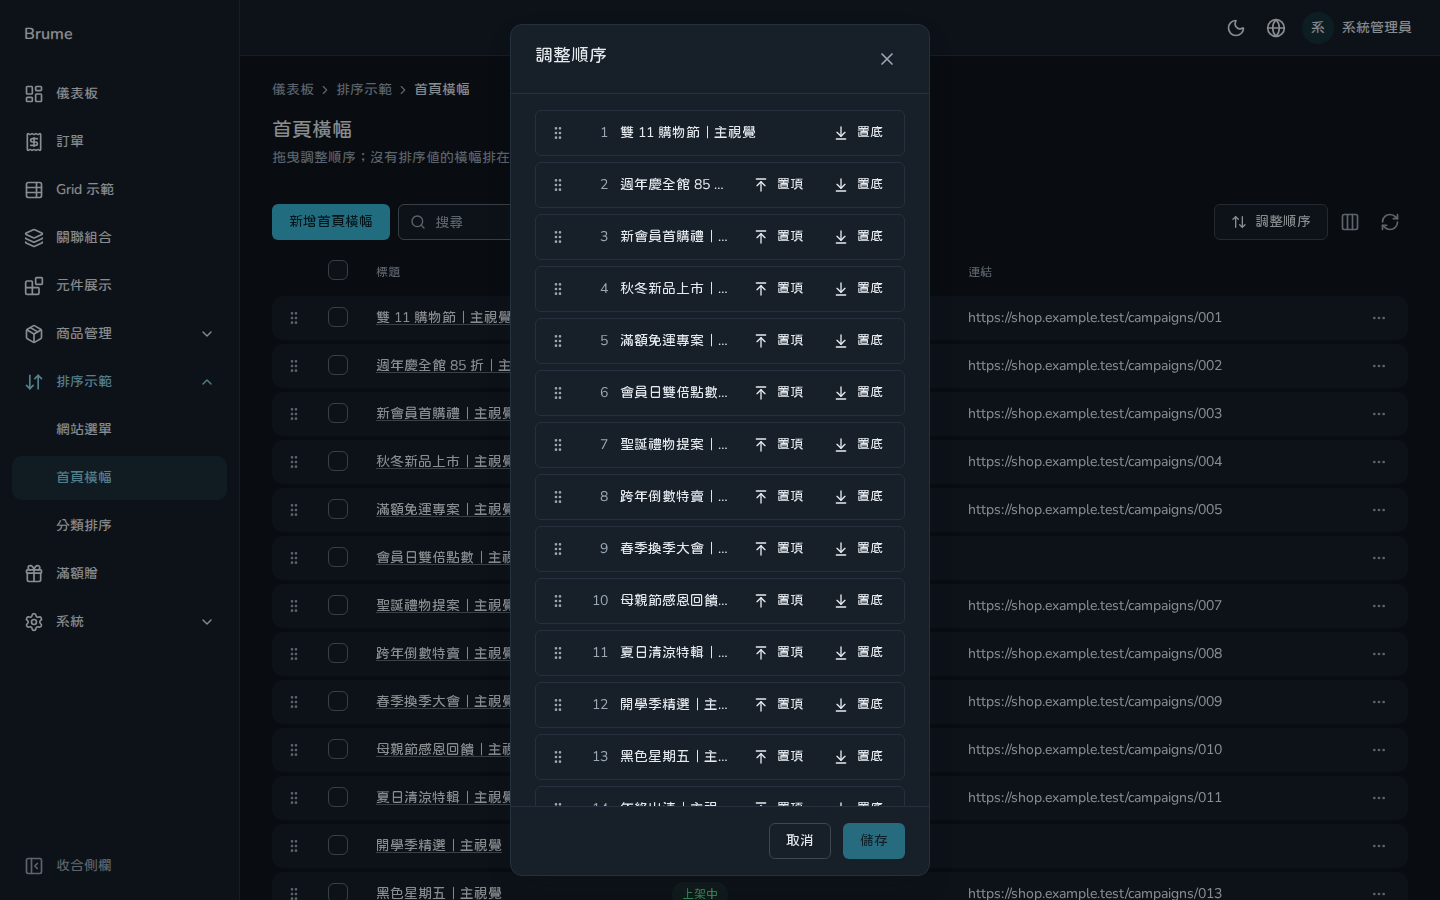 Brume
儀表板
訂單
Grid 示範
關聯組合
元件展示
商品管理
排序示範
網站選單
首頁橫幅
分類排序
滿額贈
系統
收合側欄
系 系統管理員
儀表板 > 排序示範 > 首頁橫幅
首頁橫幅
拖曳調整順序；沒有排序值的橫幅排在
新增首頁橫幅
搜尋
調整順序
標題 連結
雙 11 購物節｜主視覺 https://shop.example.test/campaigns/001
週年慶全館 85 折｜主 https://shop.example.test/campaigns/002
新會員首購禮｜主視覺 https://shop.example.test/campaigns/003
秋冬新品上市｜主視覺 https://shop.example.test/campaigns/004
滿額免運專案｜主視覺 https://shop.example.test/campaigns/005
會員日雙倍點數｜主視
聖誕禮物提案｜主視覺 https://shop.example.test/campaigns/007
跨年倒數特賣｜主視覺 https://shop.example.test/campaigns/008
春季換季大會｜主視覺 https://shop.example.test/campaigns/009
母親節感恩回饋｜主視 https://shop.example.test/campaigns/010
夏日清涼特輯｜主視覺 https://shop.example.test/campaigns/011
開學季精選｜主視覺
黑色星期五｜主視覺 上架中 https://shop.example.test/campaigns/013
調整順序
1 雙 11 購物節｜主視覺 置底
2 週年慶全館 85 ... 置頂 置底
3 新會員首購禮｜... 置頂 置底
4 秋冬新品上市｜... 置頂 置底
5 滿額免運專案｜... 置頂 置底
6 會員日雙倍點數... 置頂 置底
7 聖誕禮物提案｜... 置頂 置底
8 跨年倒數特賣｜... 置頂 置底
9 春季換季大會｜... 置頂 置底
10 母親節感恩回饋... 置頂 置底
11 夏日清涼特輯｜... 置頂 置底
12 開學季精選｜主... 置頂 置底
13 黑色星期五｜主... 置頂 置底
取消 儲存